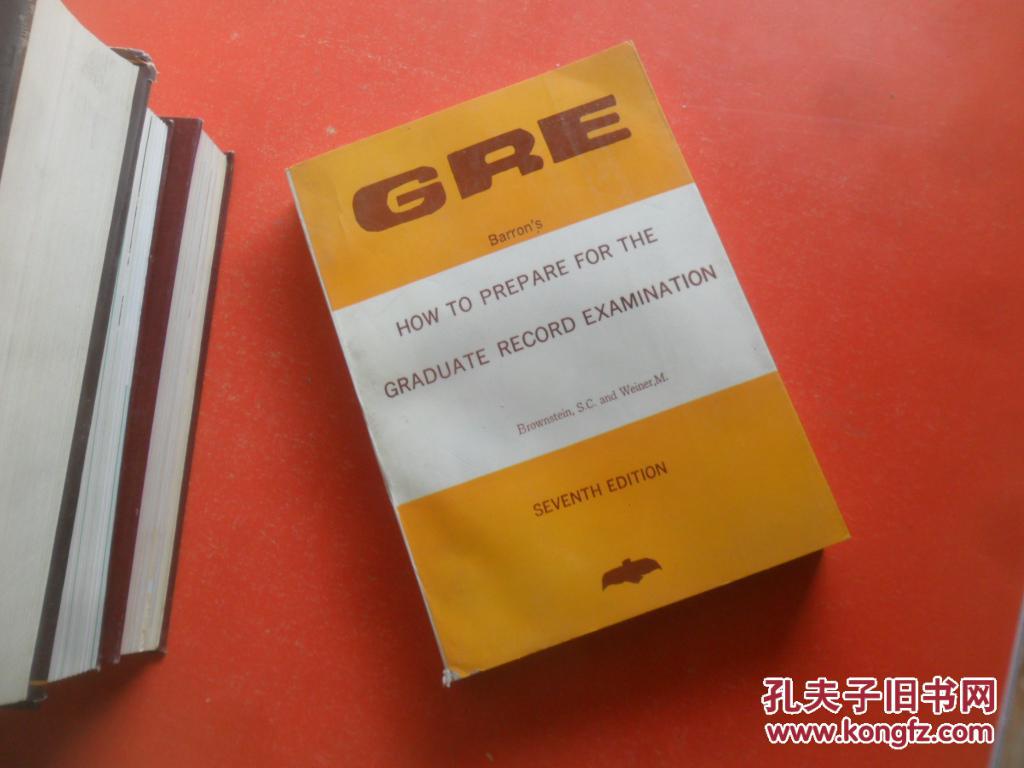 GRE
Barron's
HOW TO PREPARE FOR THE
GRADUATE RECORD EXAMINATION
Brownstein, S.C. and Weiner,M.
SEVENTH EDITION
孔夫子旧书网
www.kongfz.com